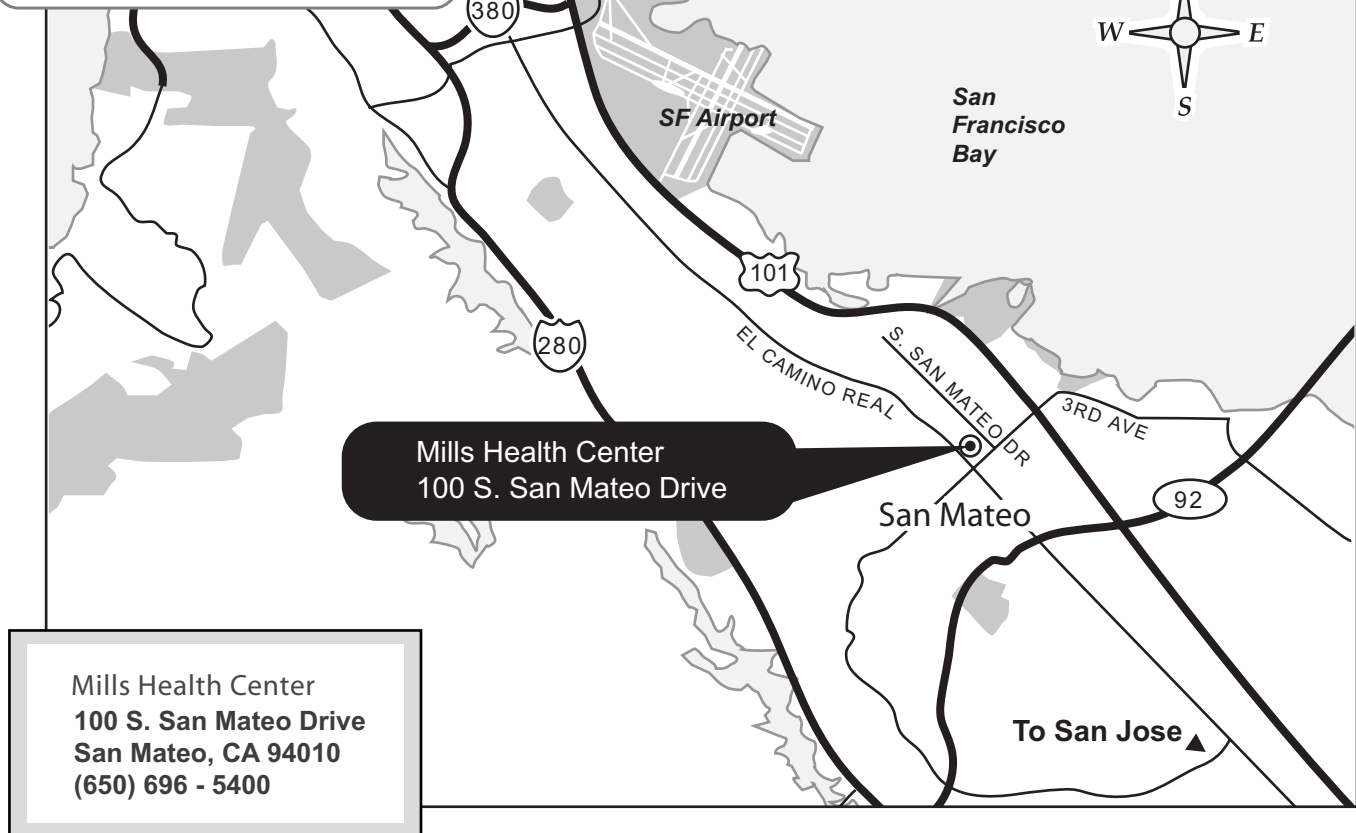 380
W
E
S
SF Airport
San
Francisco
Bay
101
280
EL CAMINO REAL
S. SAN MATEO DR
3RD AVE
Mills Health Center
100 S. San Mateo Drive
92
San Mateo
Mills Health Center
100 S. San Mateo Drive
San Mateo, CA 94010
(650) 696 - 5400
To San Jose